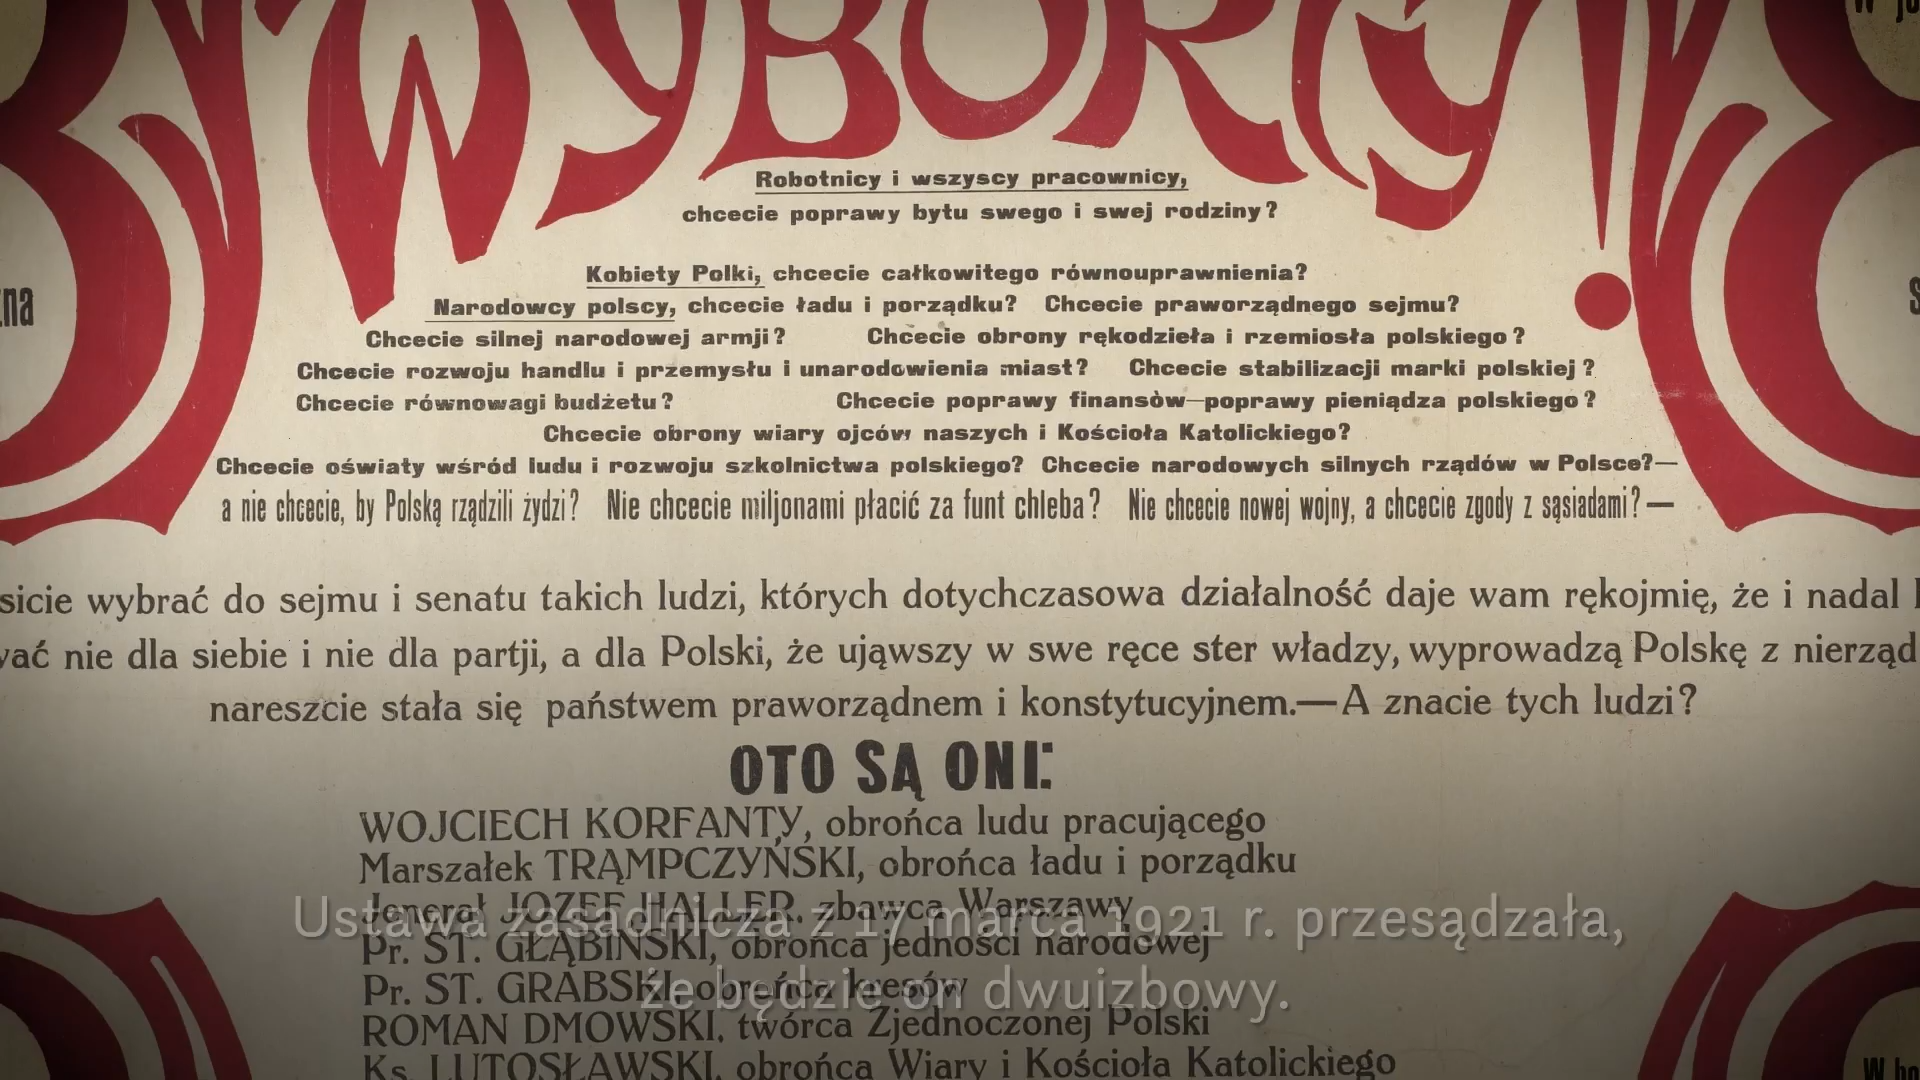 WYBORCY!
Robotnicy i wszyscy pracownicy,
chcecie poprawy bytu swego i swej rodziny?
Kobiety Polki, chcecie całkowitego równouprawnienia?
Narodowcy polscy, chcecie ładu i porządku? Chcecie praworządnego sejmu?
Chcecie silnej narodowej armji? Chcecie obrony rękodzieła i rzemiosła polskiego?
Chcecie rozwoju handlu i przemysłu i unarodowienia miast? Chcecie stabilizacji marki polskiej?
Chcecie równowagi budżetu? Chcecie poprawy finansòw—poprawy pieniądza polskiego?
Chcecie obrony wiary ojców naszych i Kościoła Katolickiego?
Chcecie oświaty wśród ludu i rozwoju szkolnictwa polskiego? Chcecie narodowych silnych rządów w Polsce?—
a nie chcecie, by Polską rządzili żydzi? Nie chcecie miljonami płacić za funt chleba? Nie chcecie nowej wojny, a chcecie zgody z sąsiadami?—
sicie wybrać do sejmu i senatu takich ludzi, których dotychczasowa działalność daje wam rękojmię, że i nadal
wać nie dla siebie i nie dla partji, a dla Polski, że ująwszy w swe ręce ster władzy, wyprowadzą Polskę z nierząd
nareszcie stała się państwem praworządnem i konstytucyjnem.—A znacie tych ludzi?
OTO SĄ ONI:
WOJCIECH KORFANTY, obrońca ludu pracującego
Marszałek TRĄMPCZYŃSKI, obrońca ładu i porządku
Jenerał JOZEF HALLER, zbawca Warszawy
Pr. ST. GŁĄBIŃSKI, obrońca jedności narodowej
Pr. ST. GRABSKI, obrońca kresów
ROMAN DMOWSKI, twórca Zjednoczonej Polski
Ks. LUTOSŁAWSKI, obrońca Wiary i Kościoła Katolickiego
Ustawa zasadnicza z 17 marca 1921 r. przesądzała,
że będzie on dwuizbowy.